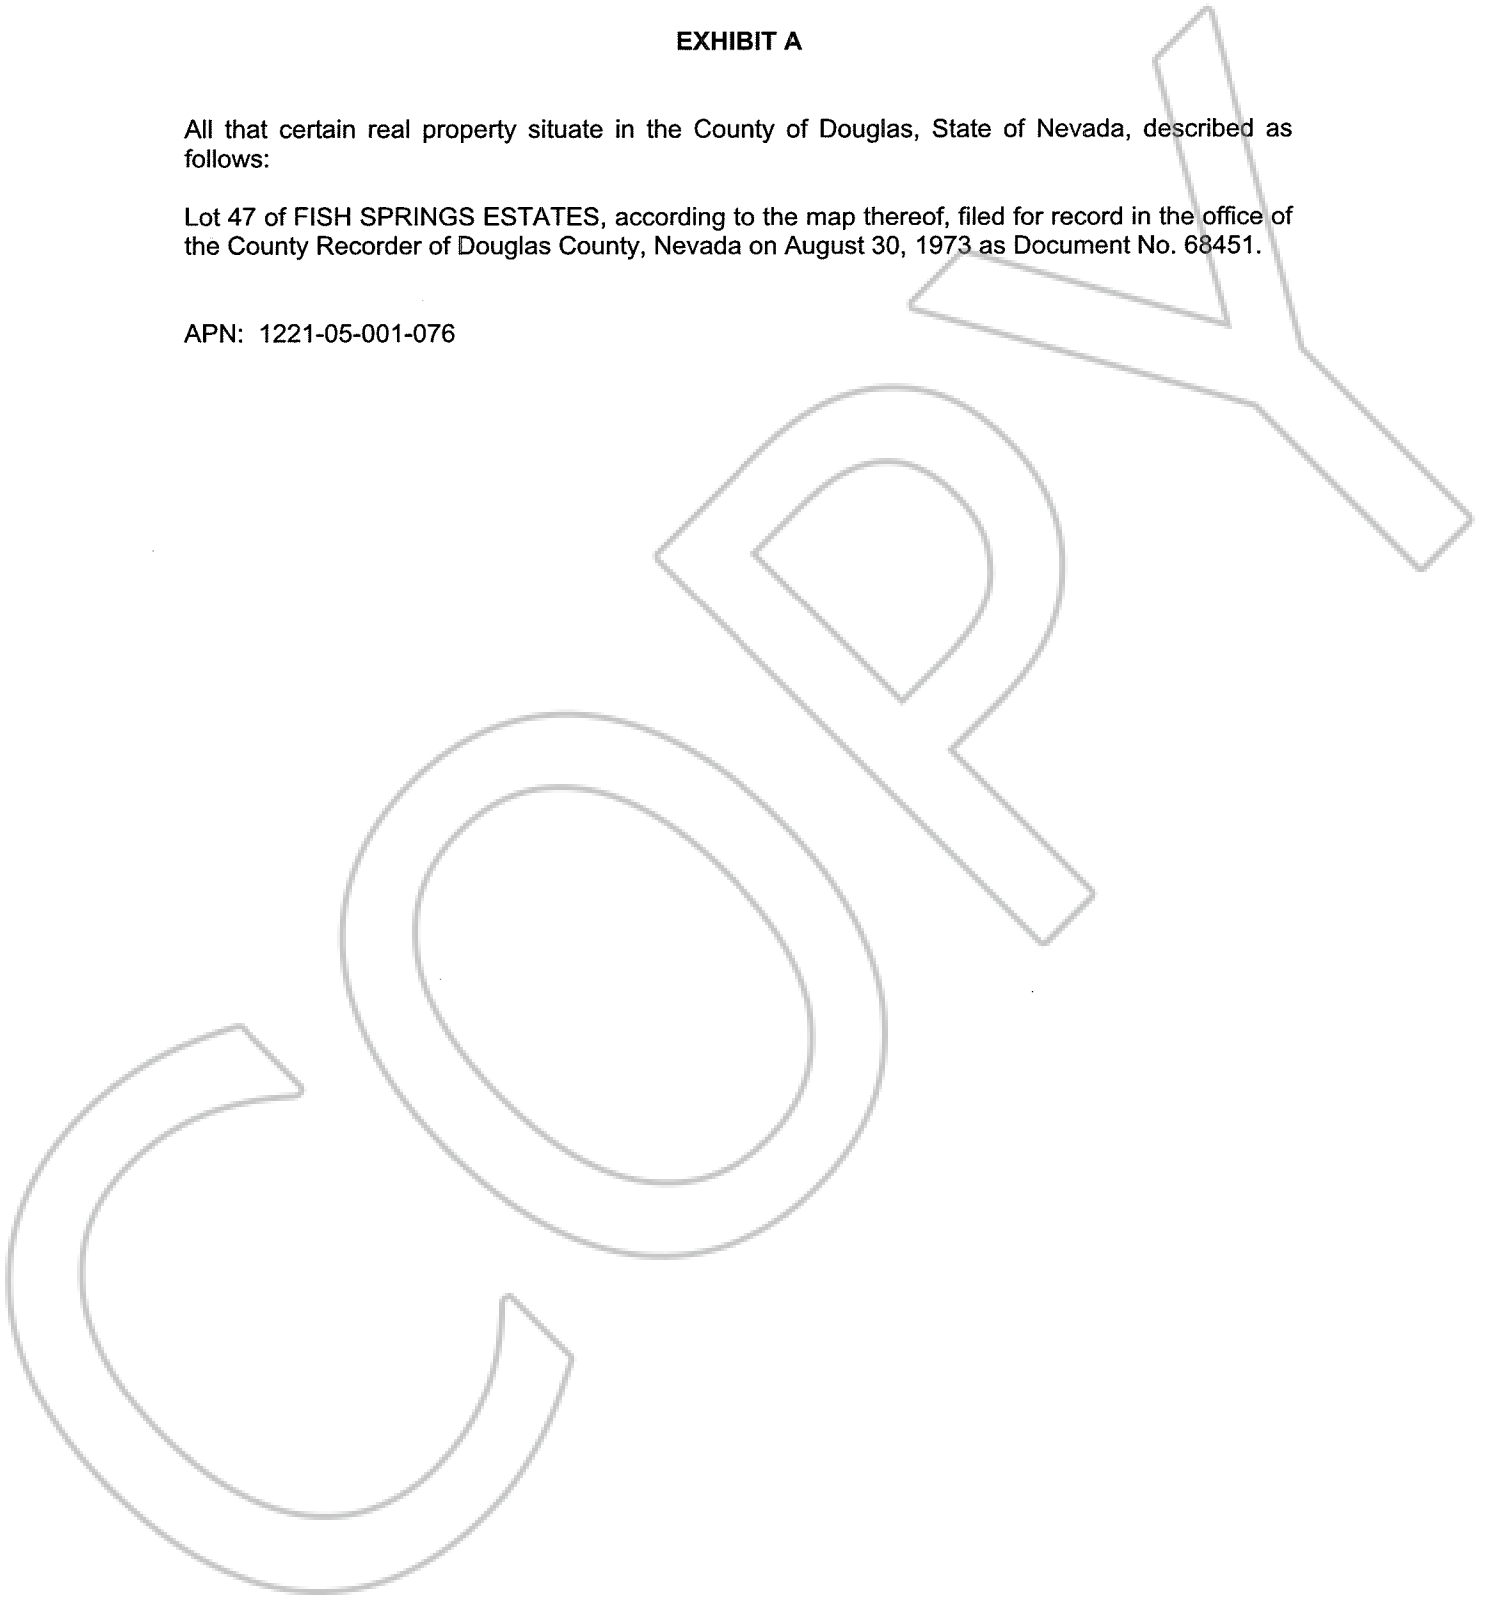 EXHIBIT A
All that certain real property situate in the County of Douglas, State of Nevada, described as
follows:
Lot 47 of FISH SPRINGS ESTATES, according to the map thereof, filed for record in the office of
the County Recorder of Douglas County, Nevada on August 30, 1973 as Document No. 68451.
APN: 1221-05-001-076
COPY